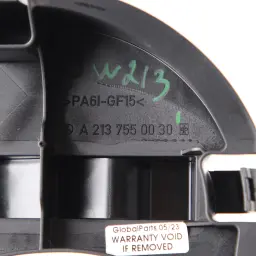 W213
>PA6I-GF15<
A 213 755 00 30
GlobalParts 05/23
WARRANTY VOID
IF REMOVED